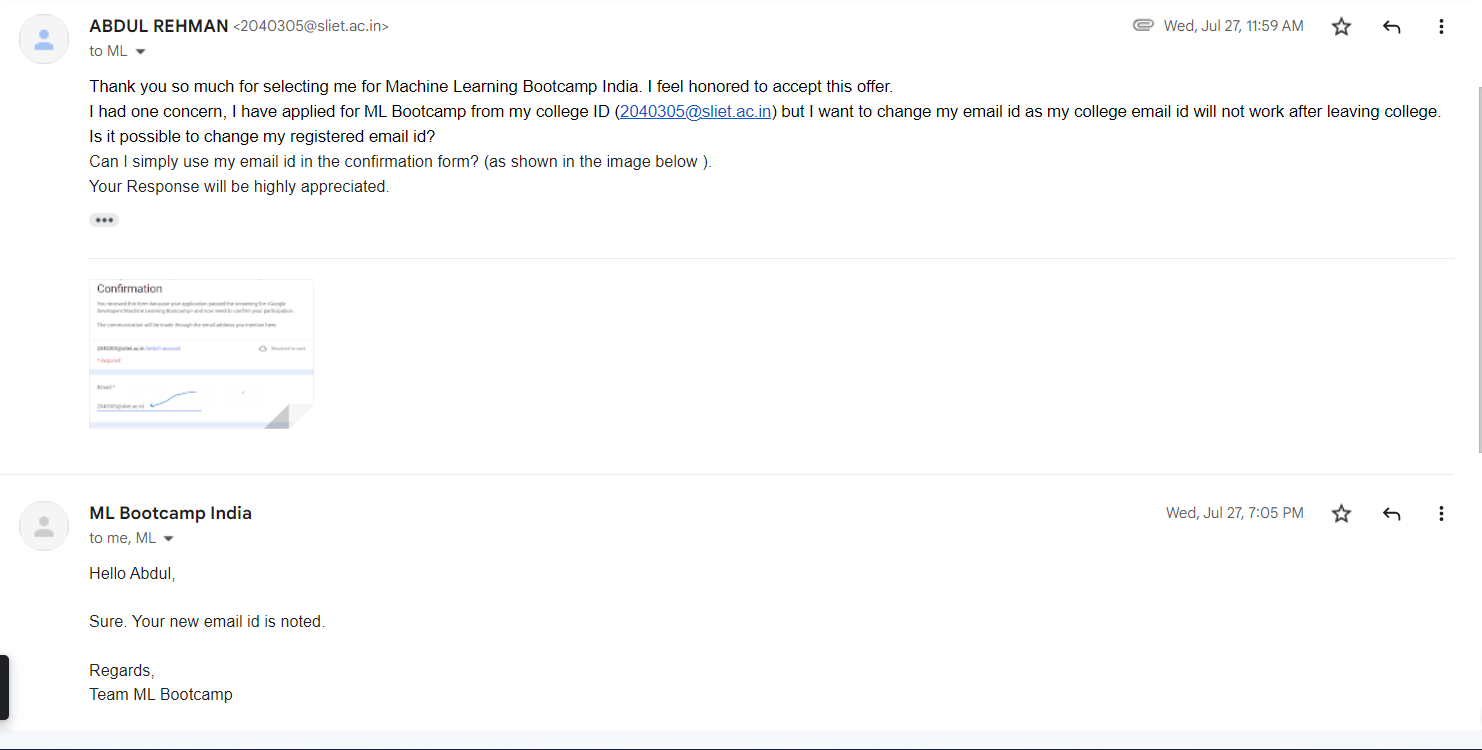 ABDUL REHMAN <2040305@sliet.ac.in> Wed, Jul 27, 11:59 AM
to ML
Thank you so much for selecting me for Machine Learning Bootcamp India. I feel honored to accept this offer.
I had one concern, I have applied for ML Bootcamp from my college ID (2040305@sliet.ac.in) but I want to change my email id as my college email id will not work after leaving college.
Is it possible to change my registered email id?
Can I simply use my email id in the confirmation form? (as shown in the image below ).
Your Response will be highly appreciated.
Confirmation
You received this form because your application passed the screening for <Google
Developers Machine Learning Bootcamp> and now need to confirm your participation.
The communication will be made through the email address you mention here.
2040305@sliet.ac.in Switch account
* Required
Email *
2040305@sliet.ac.in
ML Bootcamp India Wed, Jul 27, 7:05 PM
to me, ML
Hello Abdul,
Sure. Your new email id is noted.
Regards,
Team ML Bootcamp